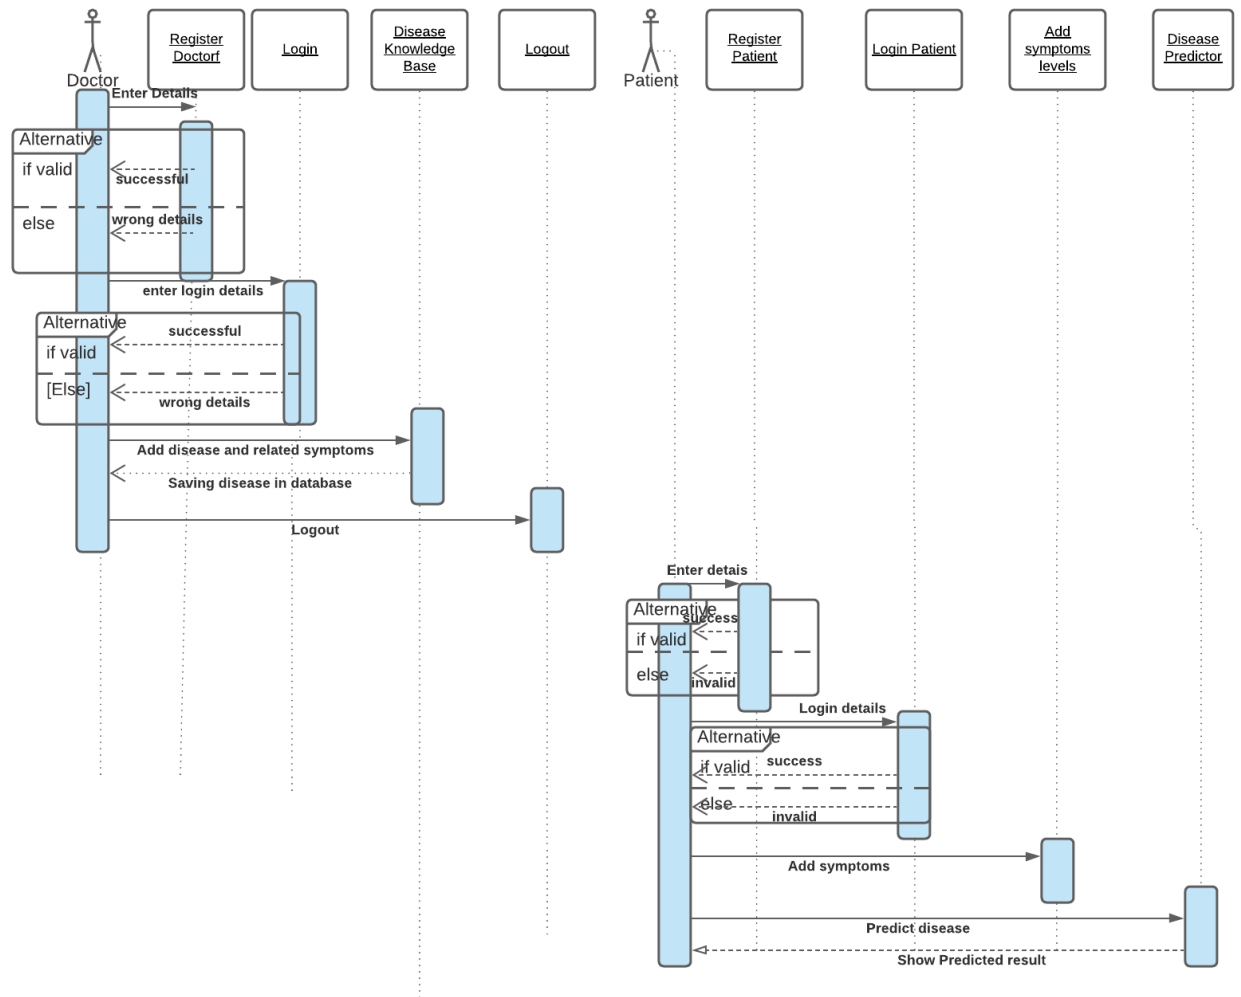 Doctor
Register
Doctorf
Login
Disease
Knowledge
Base
Logout
Patient
Register
Patient
Login Patient
Add
symptoms
levels
Disease
Predictor
Enter Details
Alternative
if valid
successful
else
wrong details
enter login details
Alternative
successful
if valid
[Else]
wrong details
Add disease and related symptoms
Saving disease in database
Logout
Enter detais
Alternative
success
if valid
else
invalid
Login details
Alternative
if valid
success
else
invalid
Add symptoms
Predict disease
Show Predicted result